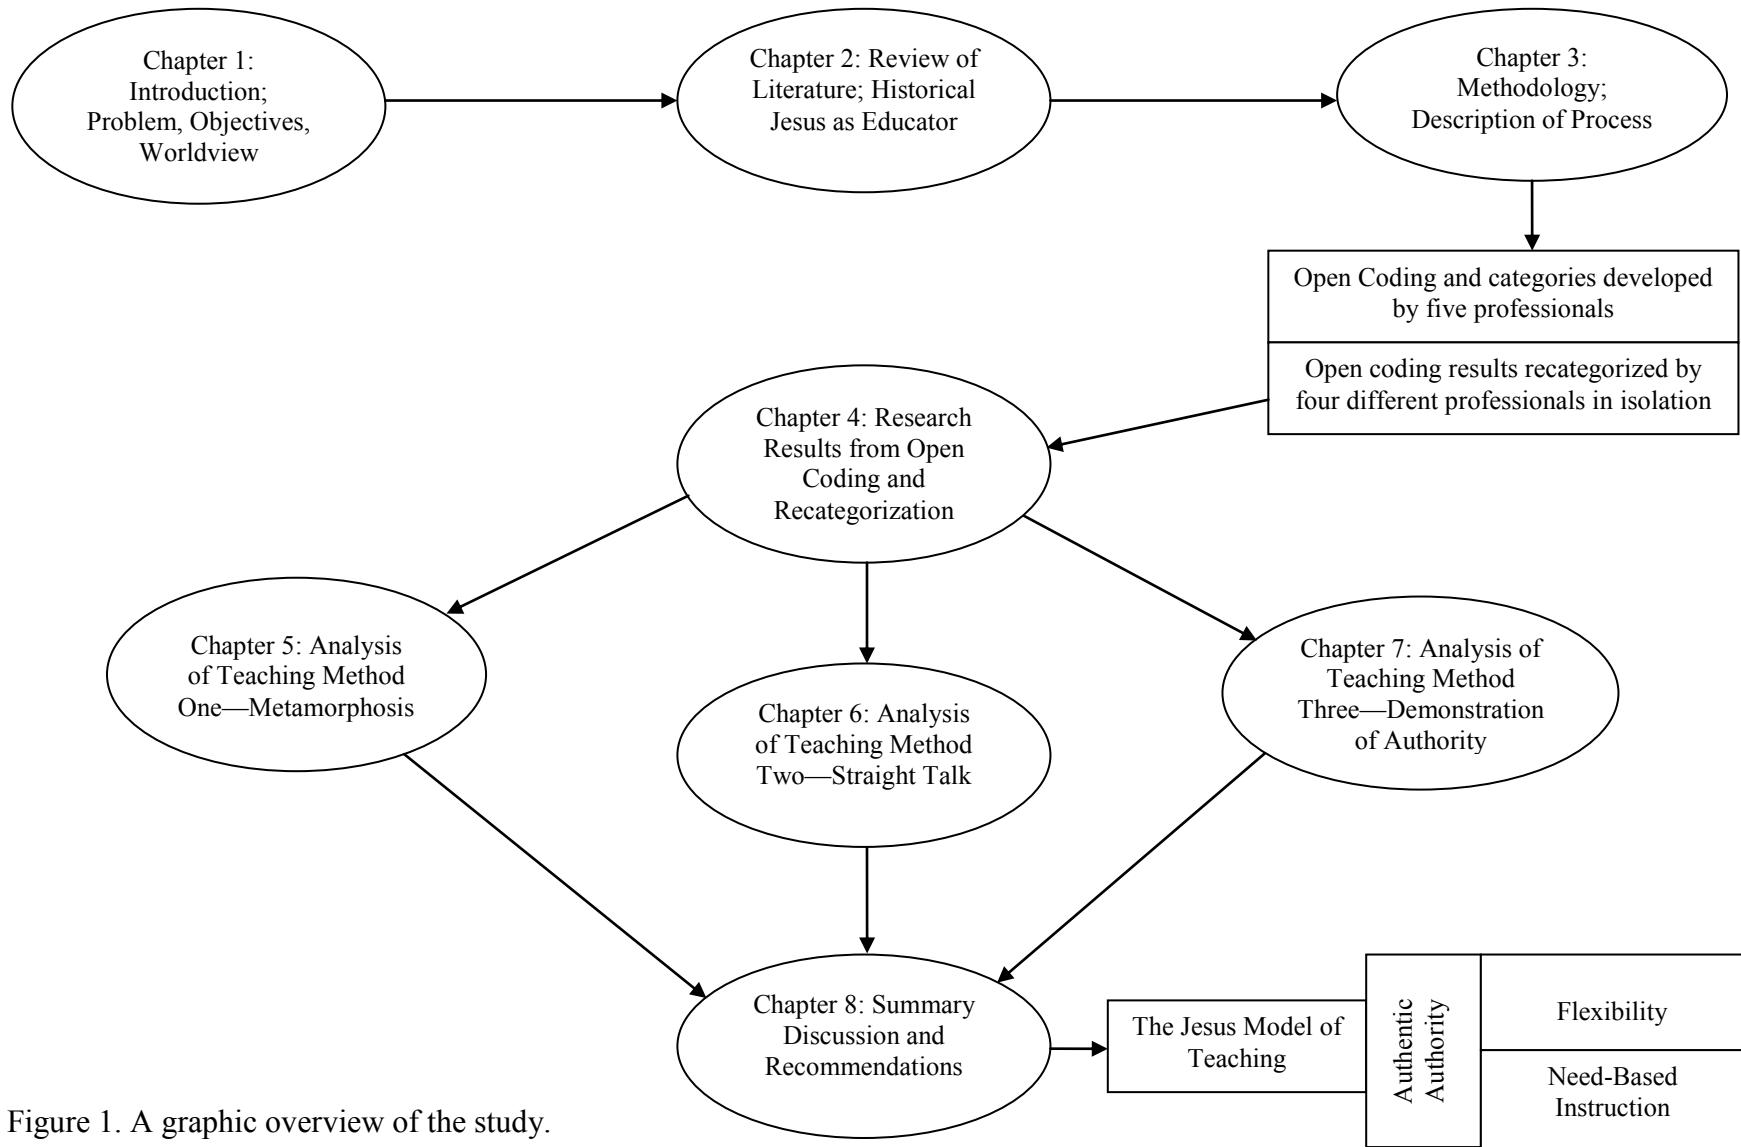 Chapter 1:
Introduction;
Problem, Objectives,
Worldview
Chapter 2: Review of
Literature; Historical
Jesus as Educator
Chapter 3:
Methodology;
Description of Process
Open Coding and categories developed
by five professionals
Open coding results recategorized by
four different professionals in isolation
Chapter 4: Research
Results from Open
Coding and
Recategorization
Chapter 5: Analysis
of Teaching Method
One—Metamorphosis
Chapter 6: Analysis
of Teaching Method
Two—Straight Talk
Chapter 7: Analysis of
Teaching Method
Three—Demonstration
of Authority
Chapter 8: Summary
Discussion and
Recommendations
The Jesus Model of
Teaching
Authentic
Authority
Flexibility
Need-Based
Instruction
Figure 1. A graphic overview of the study.